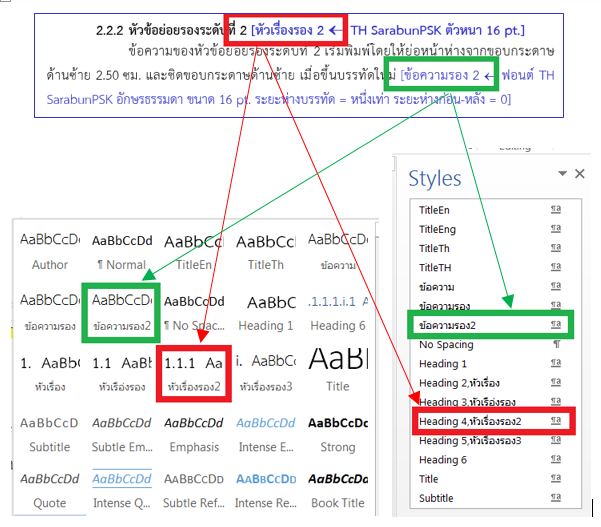 2.2.2 หัวข้อย่อยรองระดับที่ 2 [หัวเรื่องรอง 2 ← TH SarabunPSK ตัวหนา 16 pt.]
ข้อความของหัวข้อย่อยรองระดับที่ 2 เริ่มพิมพ์โดยให้ย่อหน้าห่างจากขอบกระดาษ
ด้านซ้าย 2.50 ซม. และชิดขอบกระดาษด้านซ้าย เมื่อขึ้นบรรทัดใหม่ [ข้อความรอง 2 ← ฟอนต์ TH
SarabunPSK อักษรธรรมดา ขนาด 16 pt. ระยะห่างบรรทัด = หนึ่งเท่า ระยะห่างก่อน-หลัง = 0]
Editing
Styles
TitleEn
TitleEng
TitleTh
TitleTH
ข้อความ
ข้อความรอง
ข้อความรอง2
No Spacing
Heading 1
Heading 2,หัวเรื่อง
Heading 3,หัวเรื่องรอง
Heading 4,หัวเรื่องรอง2
Heading 5,หัวเรื่องรอง3
Heading 6
Title
Subtitle
AaBbCcDc AaBbCcDd AaBbCc AaBbCcD AaBbCcDc
Author ¶ Normal TitleEn TitleTh ข้อความ
AaBbCcDc AaBbCcDc AaBbCcDd AaBbC .1.1.1.i.1 A
ข้อความรอง ข้อความรอง2 ¶ No Spac... Heading 1 Heading 6
1. AaBb 1.1 AaBb 1.1.1 Aa i. AaBbCc AaB
หัวเรื่อง หัวเรื่องรอง หัวเรื่องรอง2 หัวเรื่องรอง3 Title
AaBbCcD AaBbCcDd AaBbCcDd AaBbCcDd AaBbCcDd
Subtitle Subtle Em... Emphasis Intense E... Strong
AaBbCcDd AaBbCcDd AABBCCDD AABBCCDD AaBbCcDd
Quote Intense Q... Subtle Ref... Intense Re... Book Title